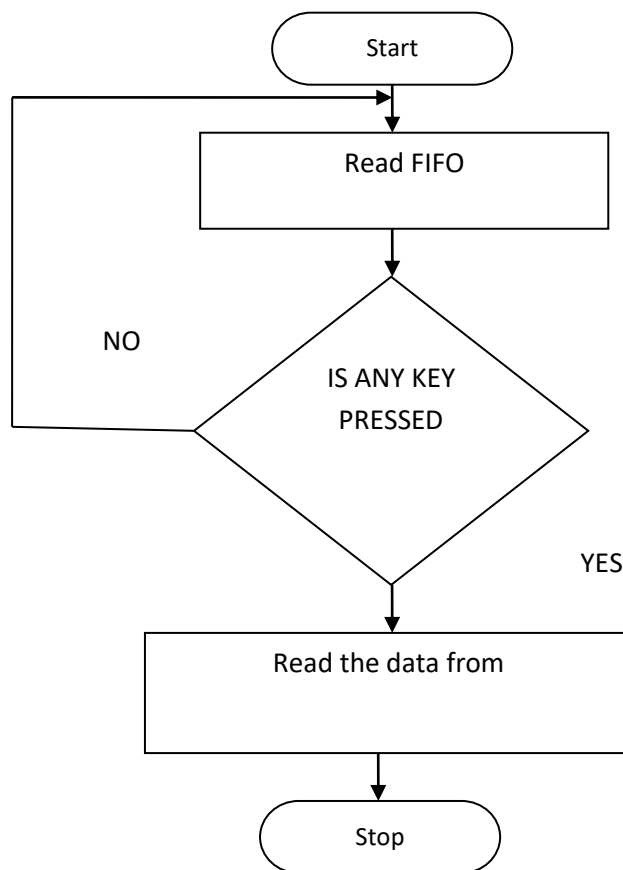 Start
Read FIFO
NO
IS ANY KEY
PRESSED
YES
Read the data from
Stop